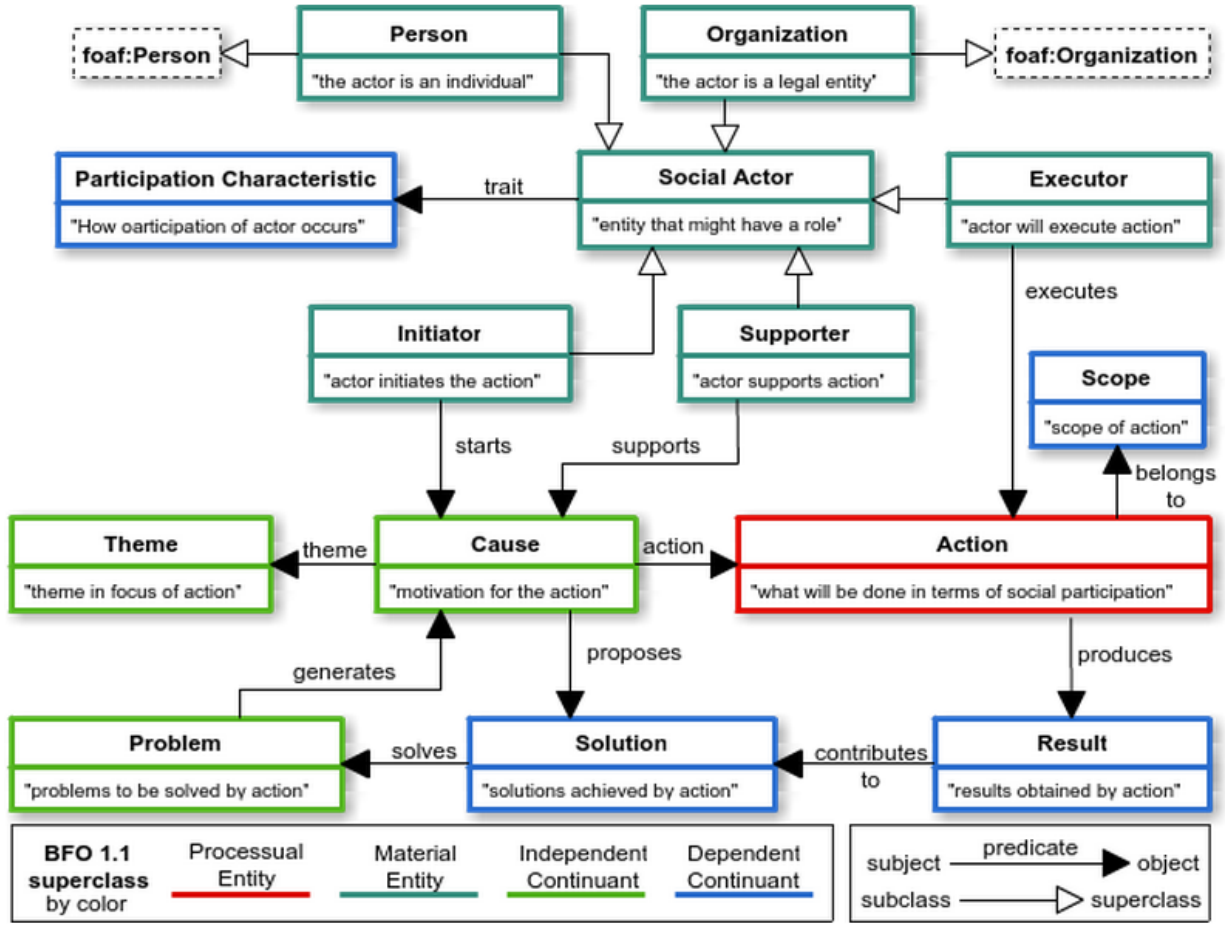 Person
Organization
foaf:Person
foaf:Organization
"the actor is an individual"
"the actor is a legal entity"
Participation Characteristic
trait
Social Actor
Executor
"How oarticipation of actor occurs"
"entity that might have a role"
"actor will execute action"
executes
Initiator
Supporter
"actor initiates the action"
"actor supports action"
Scope
"scope of action"
starts
supports
belongs
to
Theme
theme
Cause
action
Action
"theme in focus of action"
"motivation for the action"
"what will be done in terms of social participation"
generates
proposes
produces
Problem
solves
Solution
contributes
to
Result
"problems to be solved by action"
"solutions achieved by action"
"results obtained by action"
BFO 1.1
superclass
by color
Processual
Entity
Material
Entity
Independent
Continuant
Dependent
Continuant
subject
predicate
object
subclass
superclass